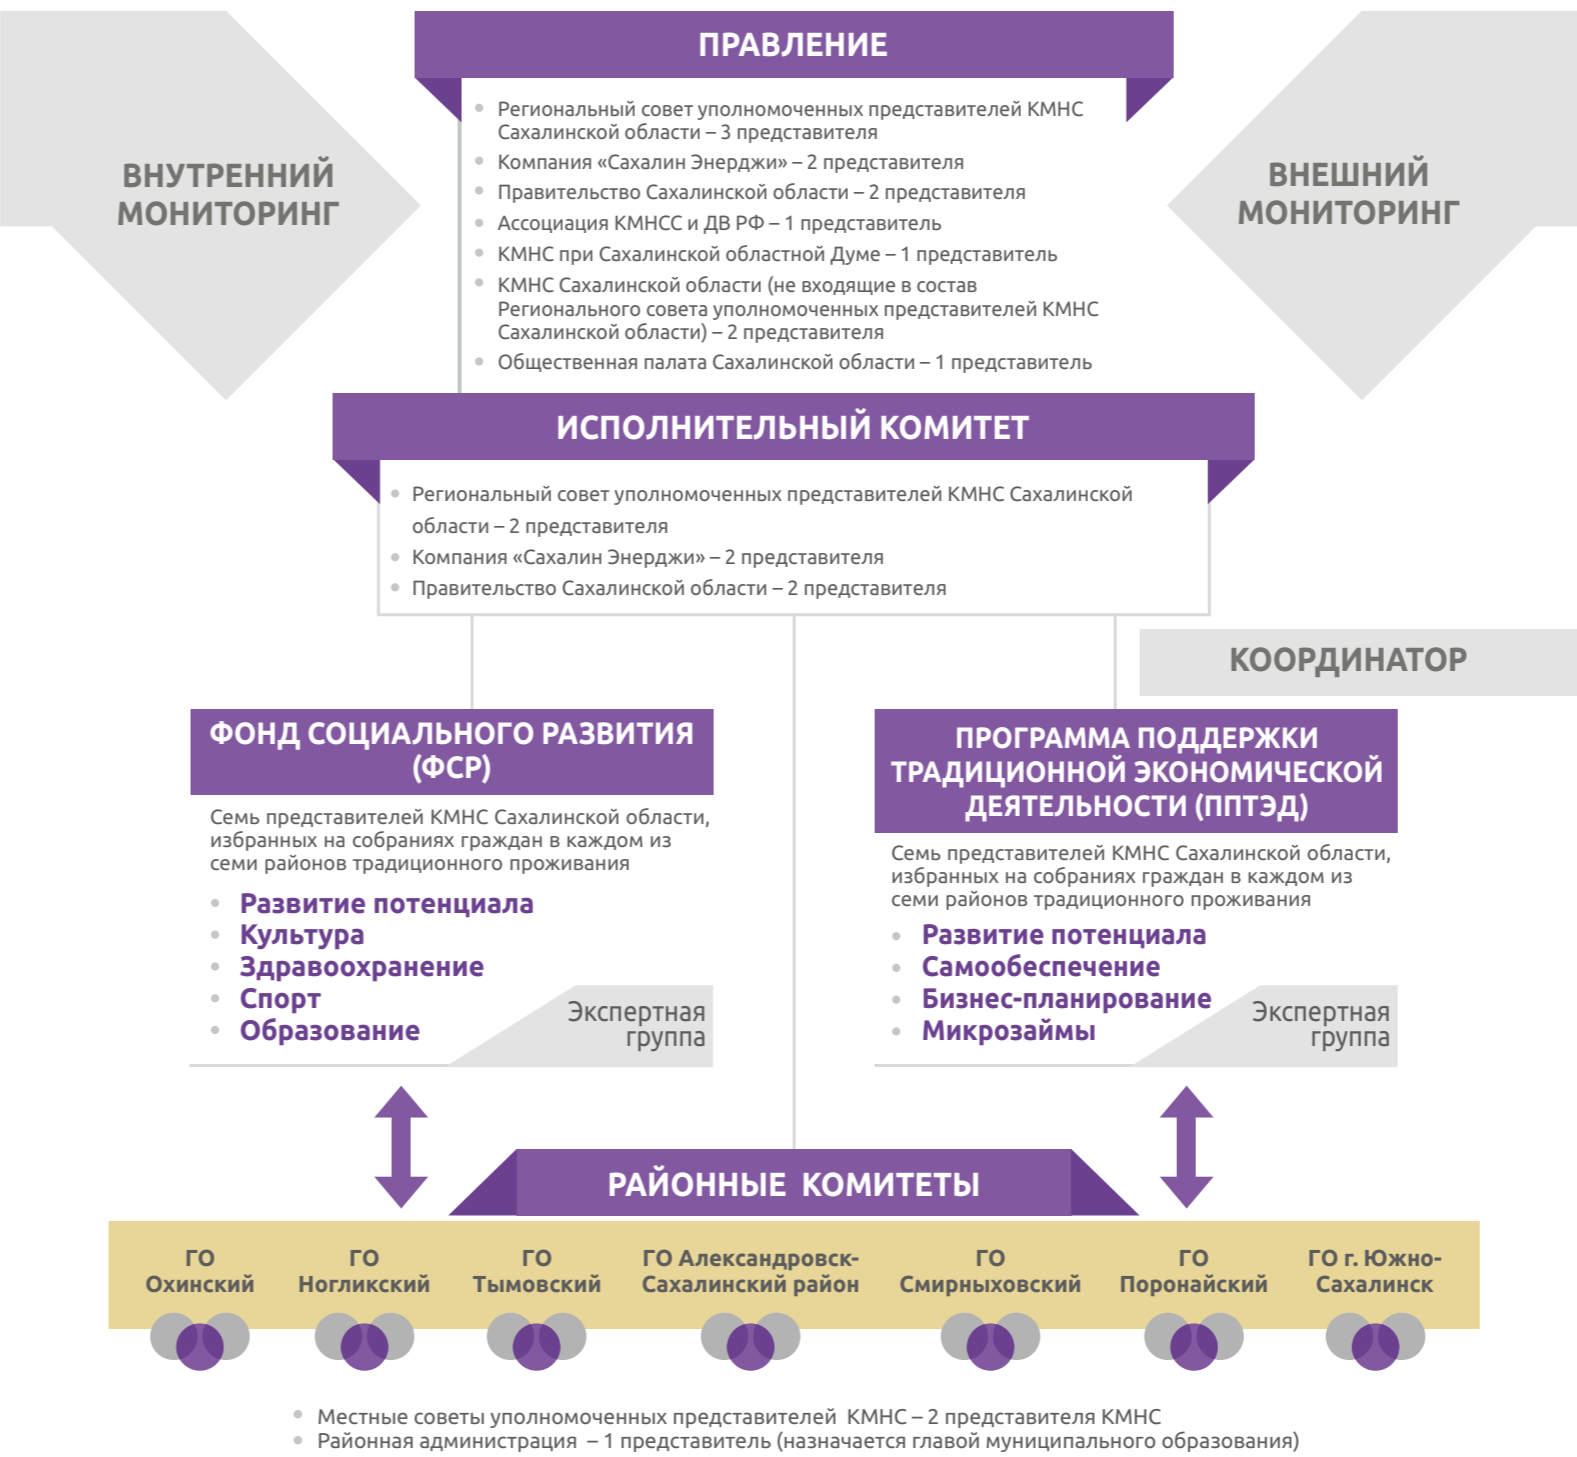 ПРАВЛЕНИЕ
ВНУТРЕННИЙ
МОНИТОРИНГ
• Региональный совет уполномоченных представителей КМНС
Сахалинской области – 3 представителя
• Компания «Сахалин Энерджи» – 2 представителя
• Правительство Сахалинской области – 2 представителя
• Ассоциация КМНСС и ДВ РФ – 1 представитель
• КМНС при Сахалинской областной Думе – 1 представитель
• КМНС Сахалинской области (не входящие в состав
Регионального совета уполномоченных представителей КМНС
Сахалинской области) – 2 представителя
• Общественная палата Сахалинской области – 1 представитель
ВНЕШНИЙ
МОНИТОРИНГ
ИСПОЛНИТЕЛЬНЫЙ КОМИТЕТ
• Региональный совет уполномоченных представителей КМНС Сахалинской
области – 2 представителя
• Компания «Сахалин Энерджи» – 2 представителя
• Правительство Сахалинской области – 2 представителя
КООРДИНАТОР
ФОНД СОЦИАЛЬНОГО РАЗВИТИЯ
(ФСР)
Семь представителей КМНС Сахалинской области,
избранных на собраниях граждан в каждом из
семи районов традиционного проживания
• Развитие потенциала
• Культура
• Здравоохранение
• Спорт
• Образование
Экспертная
группа
ПРОГРАММА ПОДДЕРЖКИ
ТРАДИЦИОННОЙ ЭКОНОМИЧЕСКОЙ
ДЕЯТЕЛЬНОСТИ (ППТЭД)
Семь представителей КМНС Сахалинской области,
избранных на собраниях граждан в каждом из
семи районов традиционного проживания
• Развитие потенциала
• Самообеспечение
• Бизнес-планирование
• Микрозаймы
Экспертная
группа
РАЙОННЫЕ КОМИТЕТЫ
ГО
Охинский
ГО
Ногликский
ГО
Тымовский
ГО Александровск-
Сахалинский район
ГО
Смирныховский
ГО
Поронайский
ГО г. Южно-
Сахалинск
• Местные советы уполномоченных представителей КМНС – 2 представителя КМНС
• Районная администрация – 1 представитель (назначается главой муниципального образования)